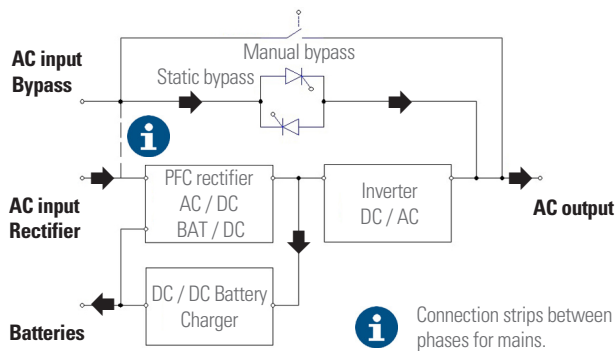 Manual bypass
AC input
Bypass
Static bypass
i
PFC rectifier
AC / DC
BAT / DC
Inverter
DC / AC
AC input
Rectifier
AC output
DC / DC Battery
Charger
Batteries
i
Connection strips between
phases for mains.